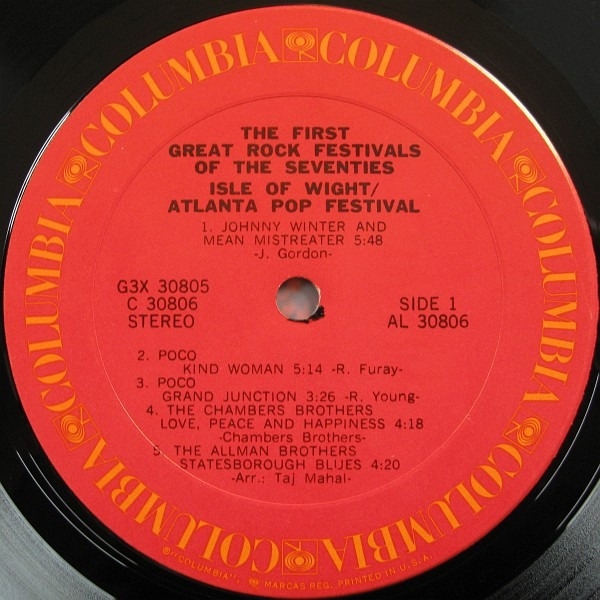 COLUMBIA COLUMBIA COLUMBIA COLUMBIA COLUMBIA COLUMBIA
THE FIRST
GREAT ROCK FESTIVALS
OF THE SEVENTIES
ISLE OF WIGHT/
ATLANTA POP FESTIVAL
1. JOHNNY WINTER AND
MEAN MISTREATER 5:48
-J. Gordon-
G3X 30805
C 30806
STEREO
SIDE 1
AL 30806
2. POCO
KIND WOMAN 5:14 -R. Furay-
3. POCO
GRAND JUNCTION 3:26 -R. Young-
4. THE CHAMBERS BROTHERS
LOVE, PEACE AND HAPPINESS 4:18
-Chambers Brothers-
5. THE ALLMAN BROTHERS
STATESBOROUGH BLUES 4:20
-Arr.: Taj Mahal-
®"COLUMBIA", MARCAS REG. PRINTED IN U.S.A.